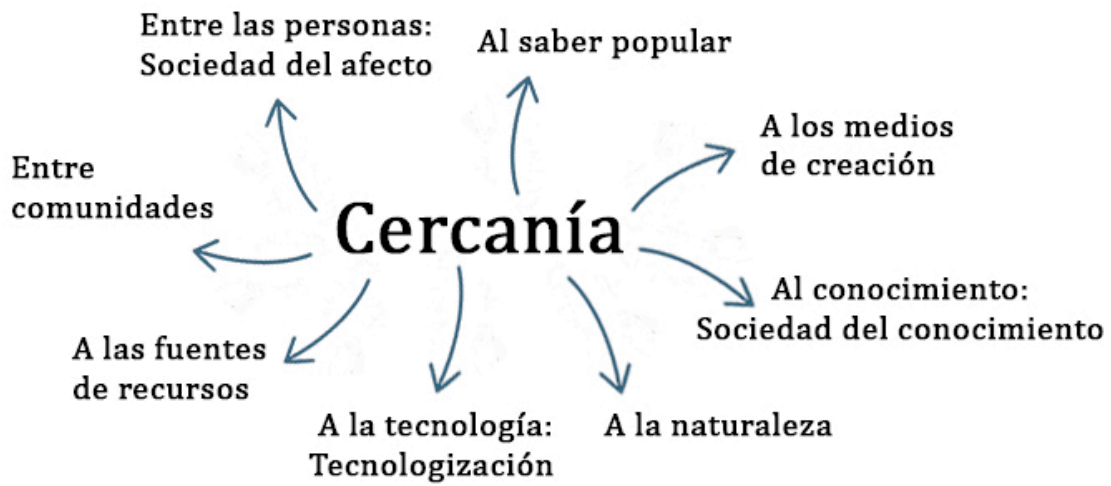 Entre las personas:
Sociedad del afecto
Al saber popular
A los medios
de creación
Entre
comunidades
Cercanía
Al conocimiento:
Sociedad del conocimiento
A las fuentes
de recursos
A la tecnología:
Tecnologización
A la naturaleza